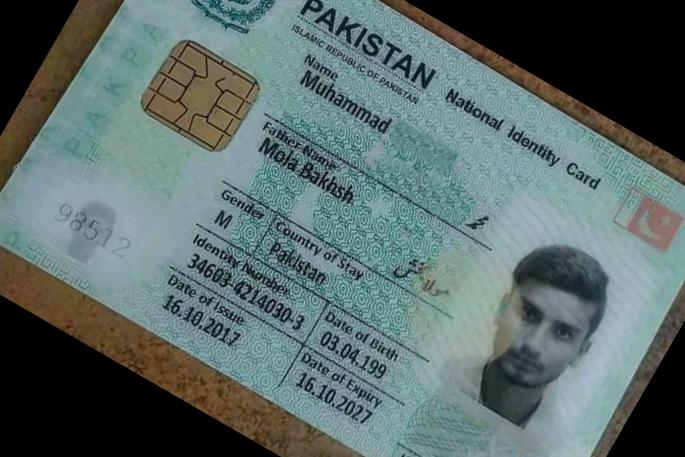 PAKISTAN National Identity Card
ISLAMIC REPUBLIC OF PAKISTAN
Name
Muhammad
Father Name
Mola Bakhsh
Gender Country of Stay
M Pakistan
Identity Number Date of Birth
34603-4214030-3 03.04.199
Date of Issue Date of Expiry
16.10.2017 16.10.2027
98512
PAKPA